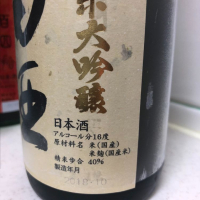 大吟醸
酒
日本酒
アルコール分16度
原材料名 米(国産)
米麹(国産米)
精米歩合 40%
製造年月